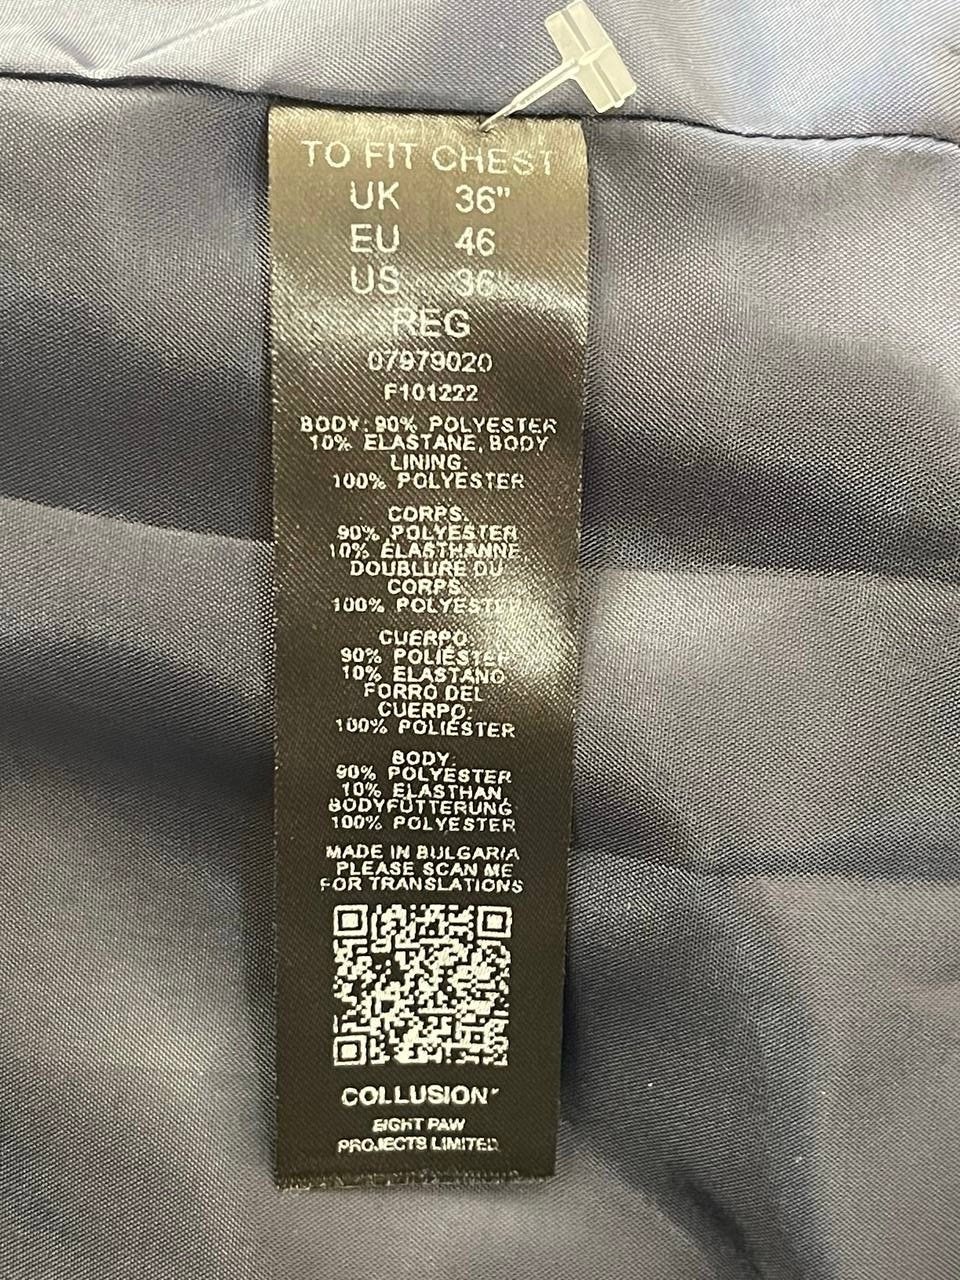 TO FIT CHEST
UK 36"
EU 46
US 36"
REG
07979020
F101222
BODY: 90% POLYESTER
10% ELASTANE, BODY
LINING:
100% POLYESTER
CORPS:
90% POLYESTER
10% ÉLASTHANNE
DOUBLURE DU
CORPS:
100% POLYESTER
CUERPO:
90% POLIÉSTER
10% ELASTANO
FORRO DEL
CUERPO:
100% POLIÉSTER
BODY:
90% POLYESTER
10% ELASTHAN
BODYFÜTTERUNG
100% POLYESTER
MADE IN BULGARIA
PLEASE SCAN ME
FOR TRANSLATIONS
COLLUSION™
EIGHT PAW
PROJECTS LIMITED.